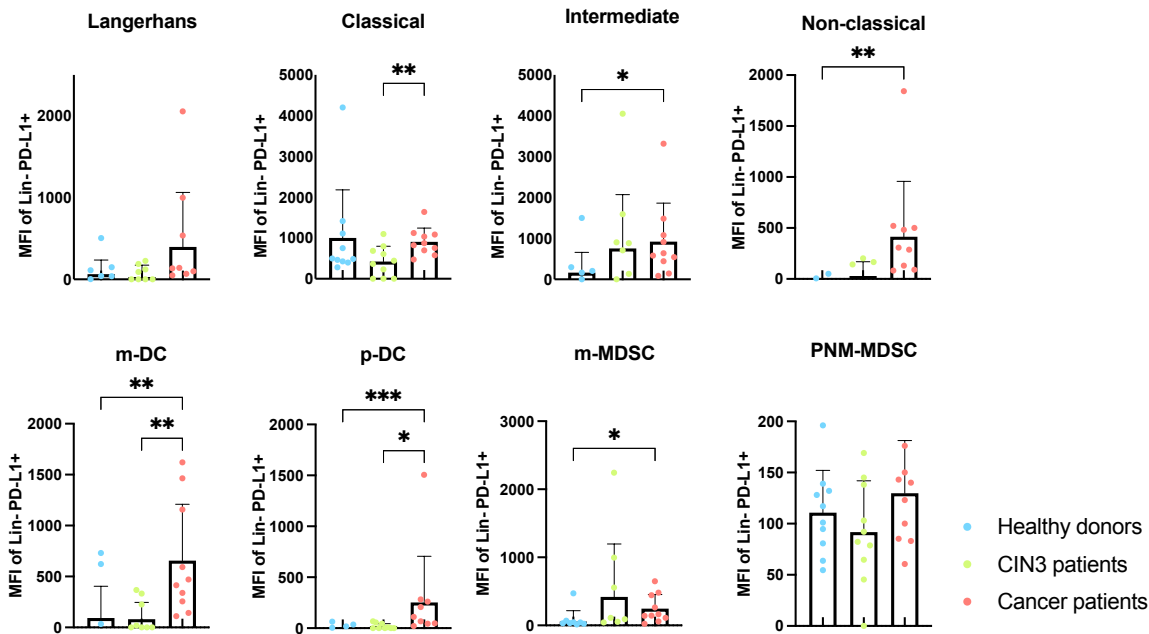 Langerhans
MFI of Lin- PD-L1+
2000
1000
0
Classical
**
MFI of Lin- PD-L1+
5000
4000
3000
2000
1000
0
Intermediate
*
MFI of Lin- PD-L1+
5000
4000
3000
2000
1000
0
Non-classical
**
MFI of Lin- PD-L1+
2000
1500
1000
500
0
m-DC
**
**
MFI of Lin- PD-L1+
2000
1500
1000
500
0
p-DC
***
*
MFI of Lin- PD-L1+
2000
1500
1000
500
0
m-MDSC
*
MFI of Lin- PD-L1+
3000
2000
1000
0
PNM-MDSC
MFI of Lin- PD-L1+
200
150
100
50
0
Healthy donors
CIN3 patients
Cancer patients